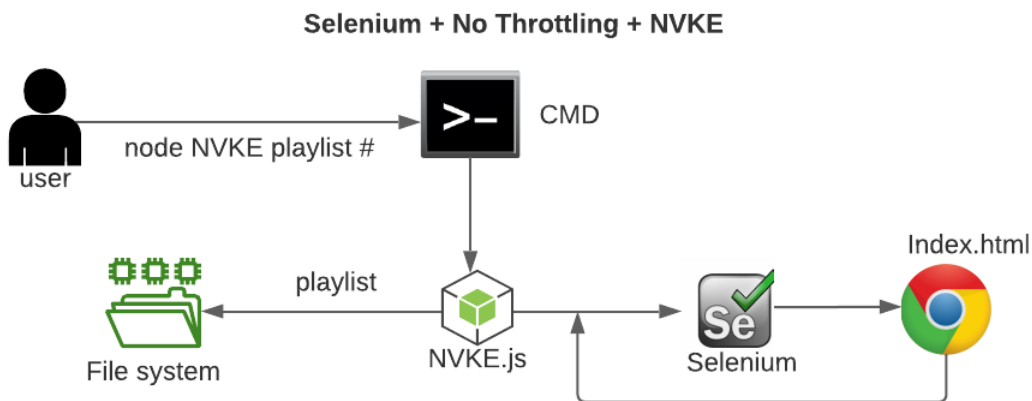 Selenium + No Throttling + NVKE
>-
CMD
node NVKE playlist #
user
Index.html
playlist
Se
File system
NVKE.js
Selenium